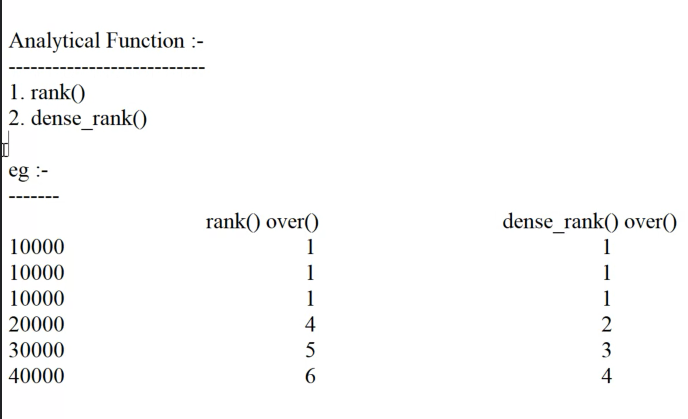 Analytical Function :-
---------------------------
1. rank()
2. dense_rank()
eg :-
-------
rank() over() dense_rank() over()
10000 1 1
10000 1 1
10000 1 1
20000 4 2
30000 5 3
40000 6 4